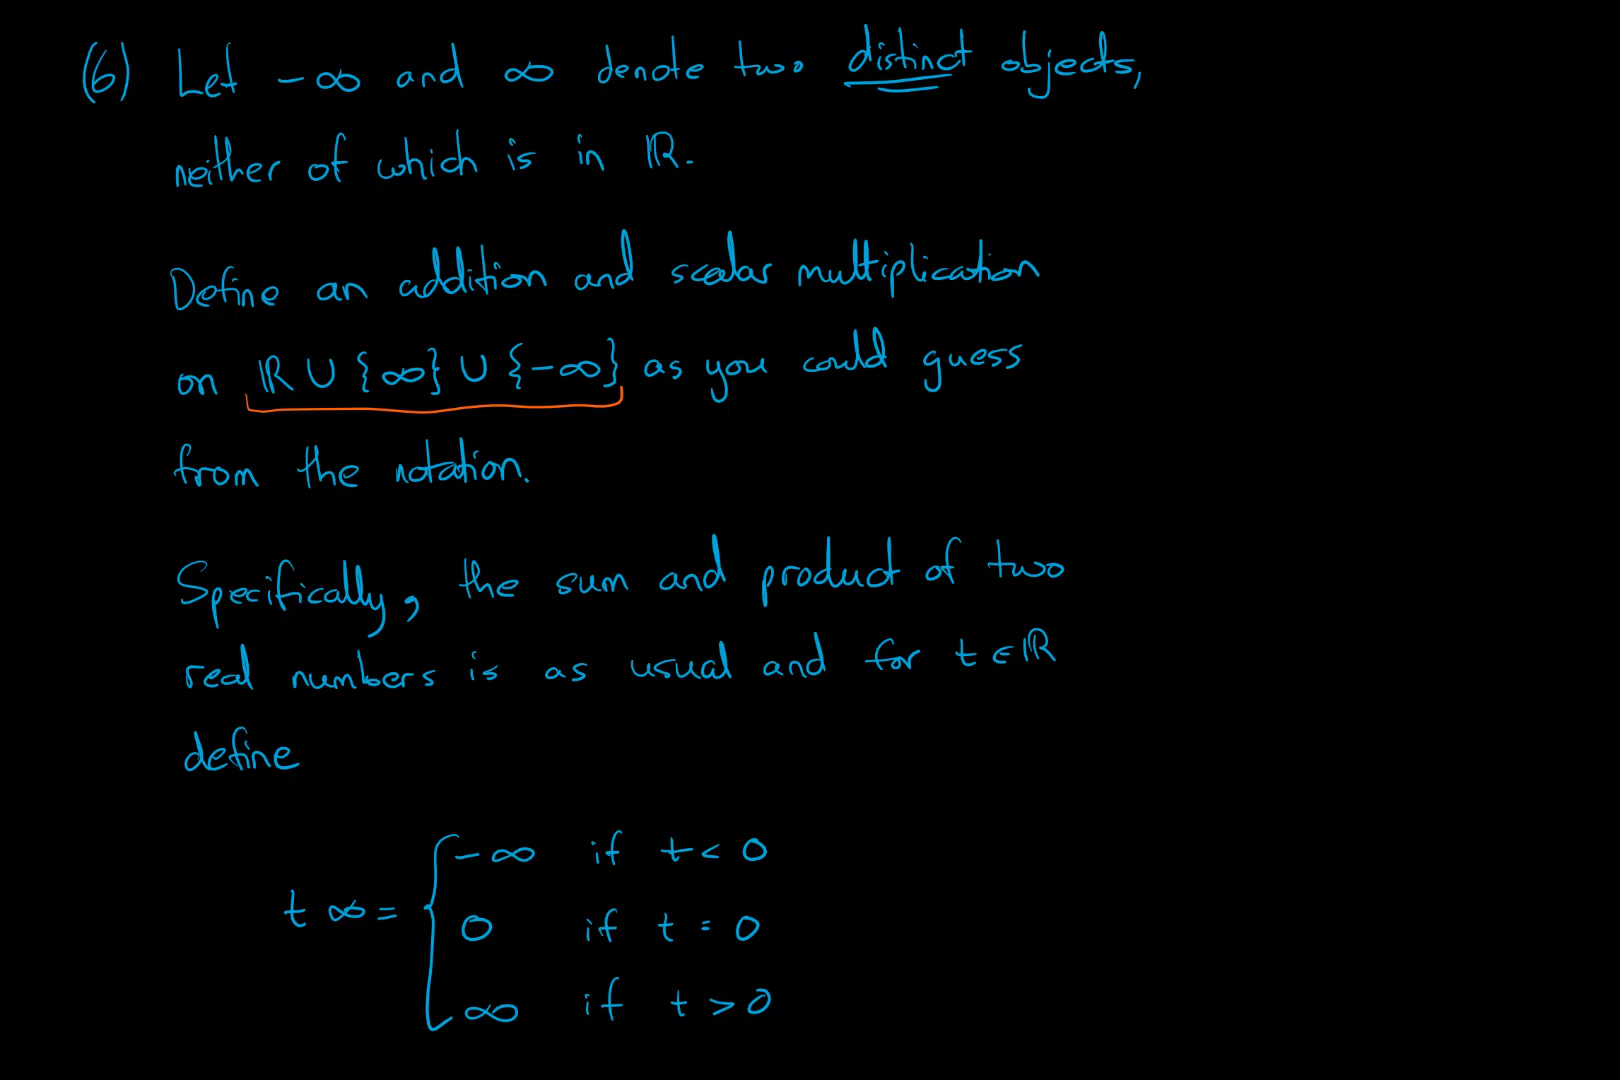 (6) Let -∞ and ∞ denote two distinct objects,
neither of which is in ℝ.
Define an addition and scalar multiplication
on ℝ ∪ {∞} ∪ {-∞} as you could guess
from the notation.
Specifically, the sum and product of two
real numbers is as usual and for t ∈ ℝ
define
-∞ if t < 0
t ∞ = { 0 if t = 0
∞ if t > 0